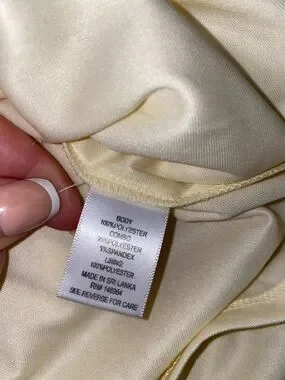 BODY
100%POLYESTER
COMBO
95%POLYESTER
5%SPANDEX
LINING:
100%POLYESTER
MADE IN SRI LANKA
RN# 148964
SEE REVERSE FOR CARE